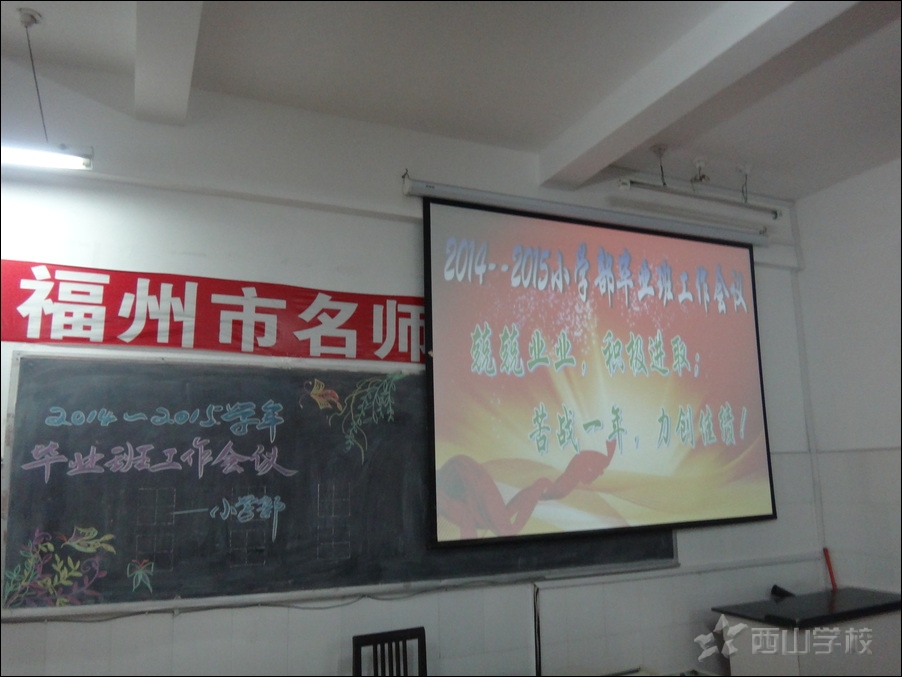 福州市名师
2014--2015小学部毕业班工作会议
兢兢业业，积极进取；
苦战一年，力创佳绩！
2014—2015学年
毕业班工作会议
——小学部
西山学校